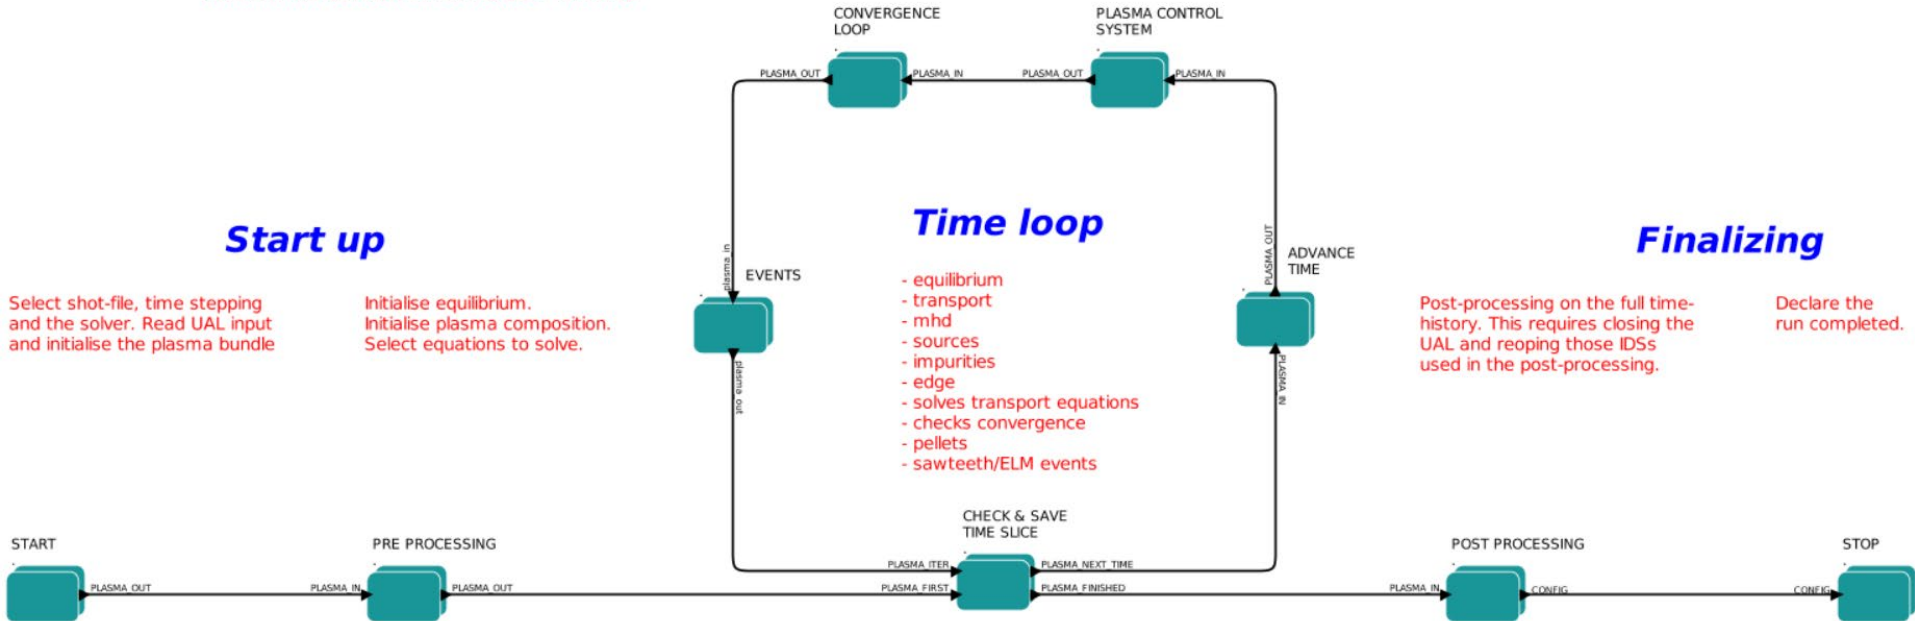 CONVERGENCE
LOOP
PLASMA CONTROL
SYSTEM
PLASMA_OUT
PLASMA_IN
PLASMA_OUT
PLASMA_IN
Start up
Time loop
Finalizing
plasma_in
EVENTS
PLASMA_OUT
ADVANCE
TIME
Select shot-file, time stepping
and the solver. Read UAL input
and initialise the plasma bundle
Initialise equilibrium.
Initialise plasma composition.
Select equations to solve.
- equilibrium
- transport
- mhd
- sources
- impurities
- edge
- solves transport equations
- checks convergence
- pellets
- sawteeth/ELM events
Post-processing on the full time-
history. This requires closing the
UAL and reoping those IDSs
used in the post-processing.
Declare the
run completed.
plasma_out
PLASMA_IN
CHECK & SAVE
TIME SLICE
START
PRE PROCESSING
POST PROCESSING
STOP
PLASMA_ITER
PLASMA_NEXT_TIME
PLASMA_OUT
PLASMA_IN
PLASMA_OUT
PLASMA_FIRST
PLASMA_FINISHED
PLASMA_IN
CONFIG
CONFIG